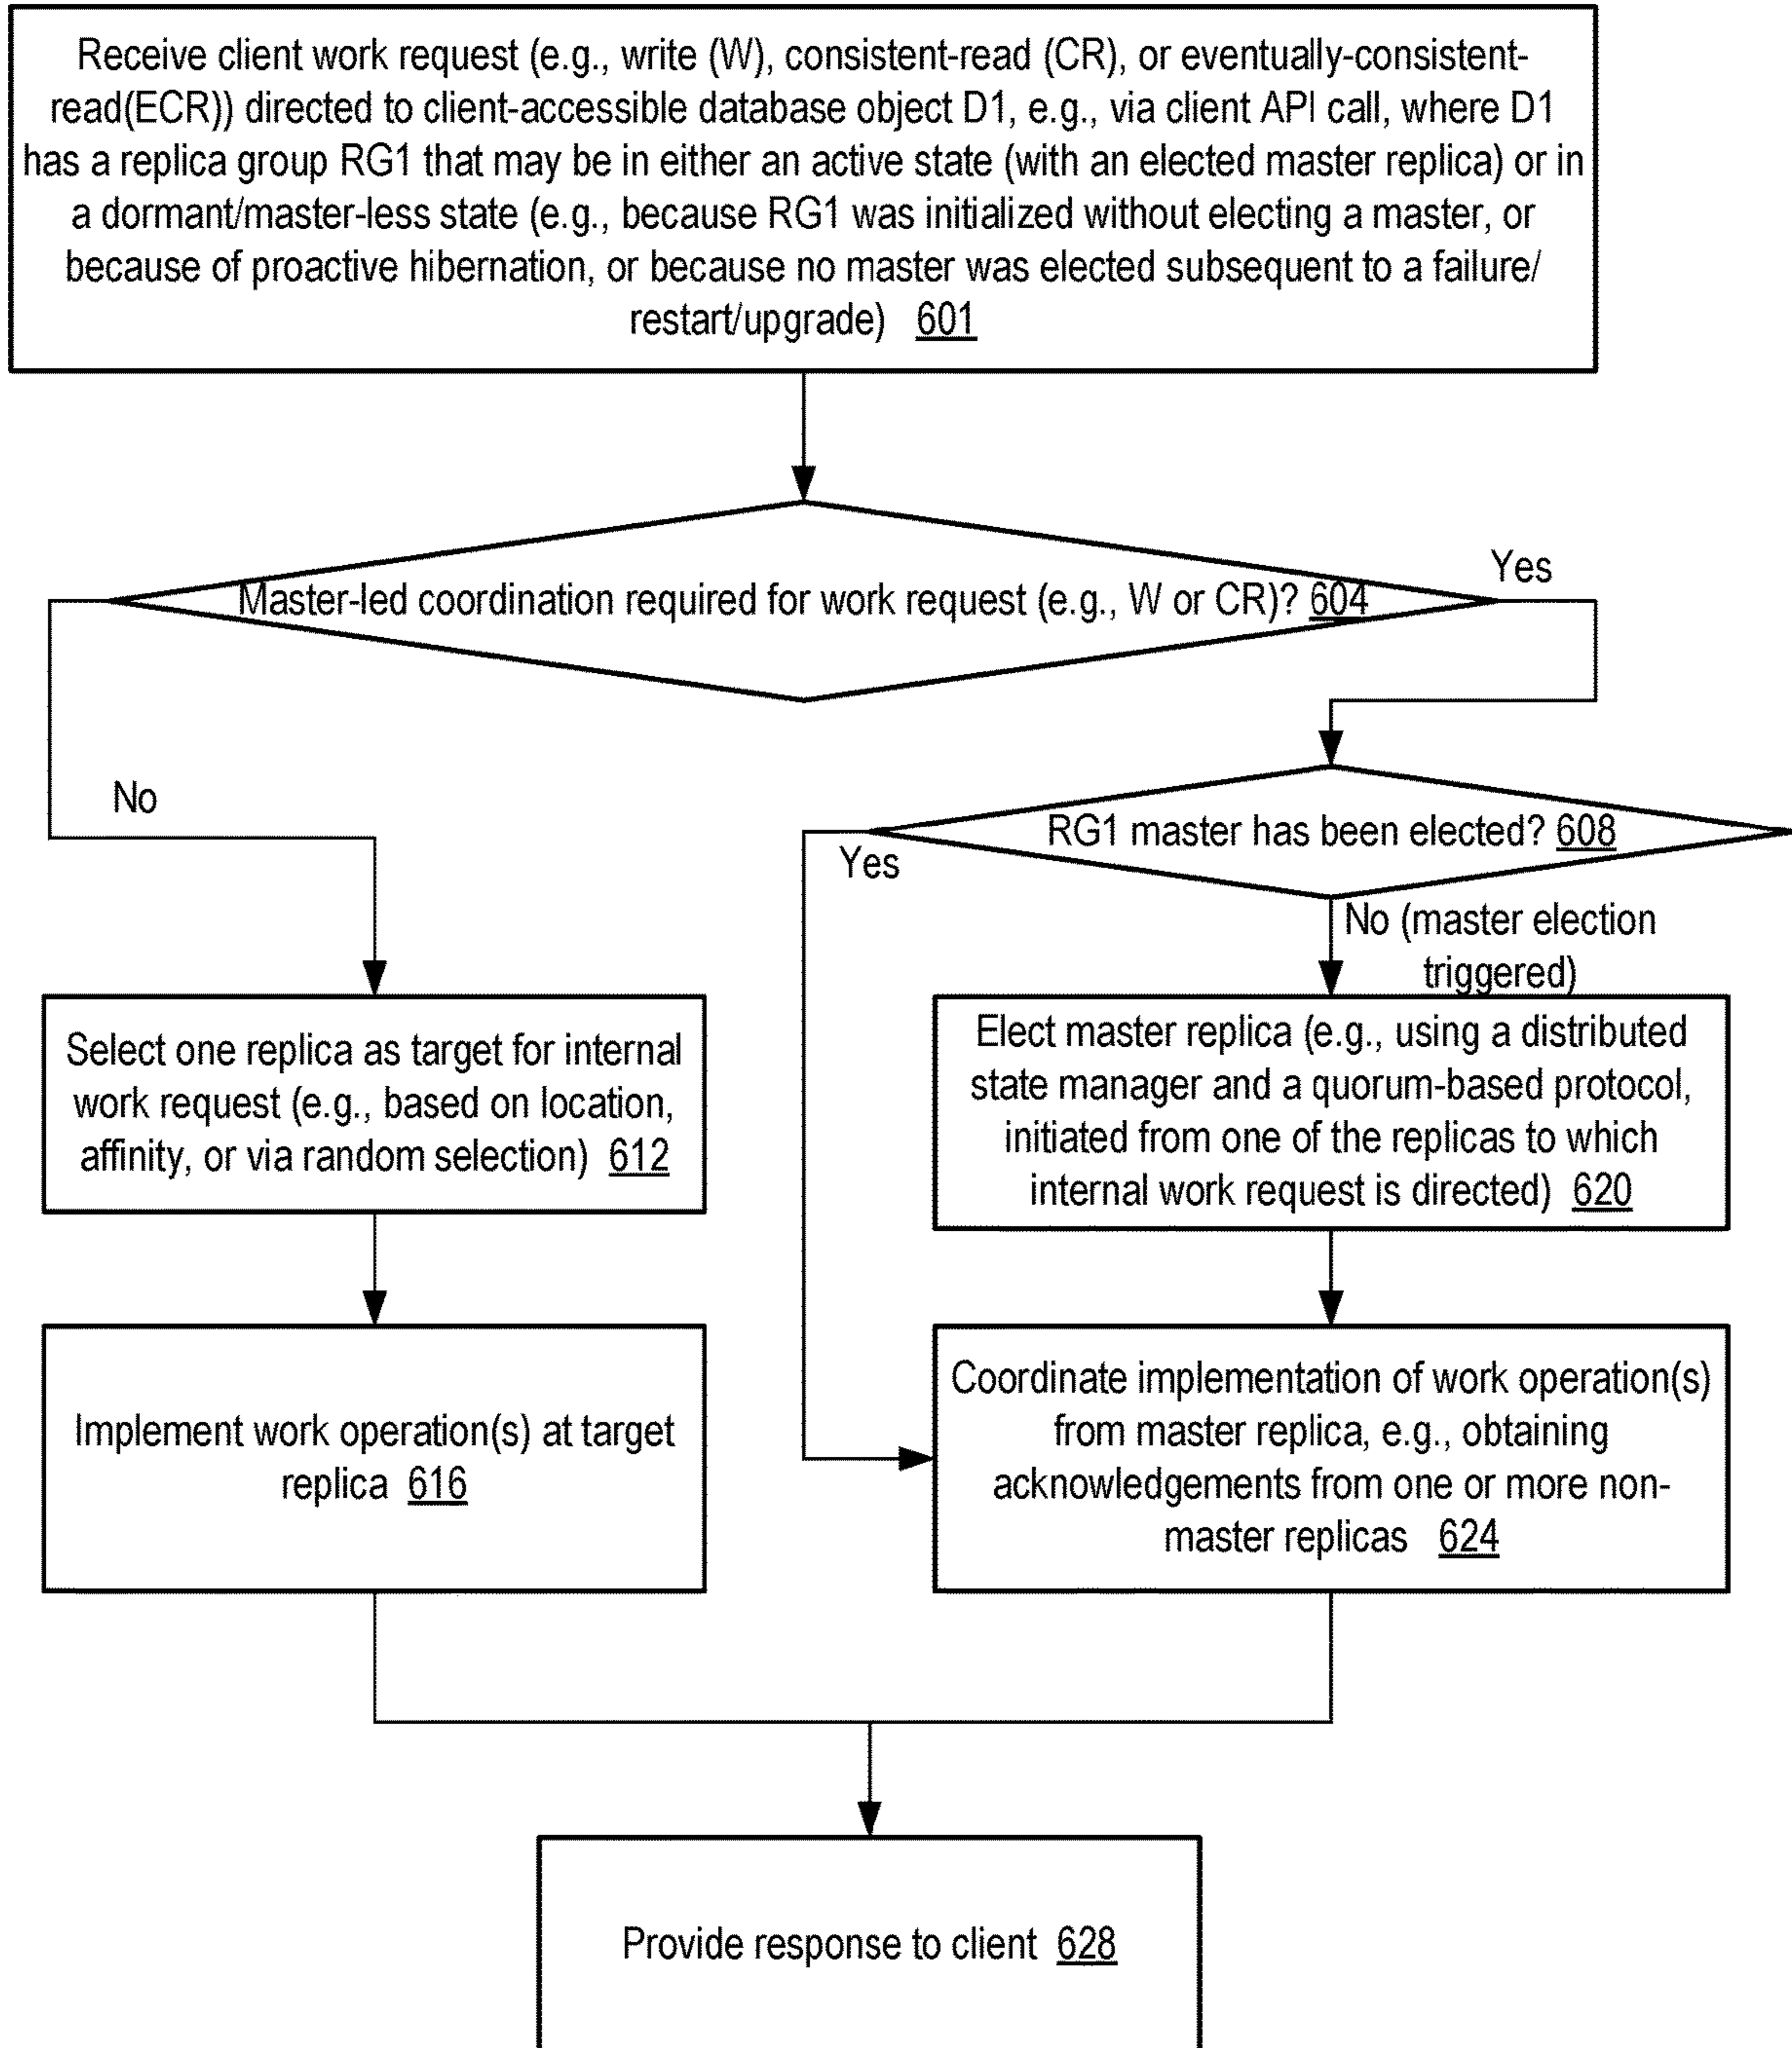 Receive client work request (e.g., write (W), consistent-read (CR), or eventually-consistent-
read(ECR)) directed to client-accessible database object D1, e.g., via client API call, where D1
has a replica group RG1 that may be in either an active state (with an elected master replica) or in
a dormant/master-less state (e.g., because RG1 was initialized without electing a master, or
because of proactive hibernation, or because no master was elected subsequent to a failure/
restart/upgrade) 601
Yes
Master-led coordination required for work request (e.g., W or CR)? 604
No
RG1 master has been elected? 608
Yes
No (master election
triggered)
Select one replica as target for internal
work request (e.g., based on location,
affinity, or via random selection) 612
Elect master replica (e.g., using a distributed
state manager and a quorum-based protocol,
initiated from one of the replicas to which
internal work request is directed) 620
Implement work operation(s) at target
replica 616
Coordinate implementation of work operation(s)
from master replica, e.g., obtaining
acknowledgements from one or more non-
master replicas 624
Provide response to client 628